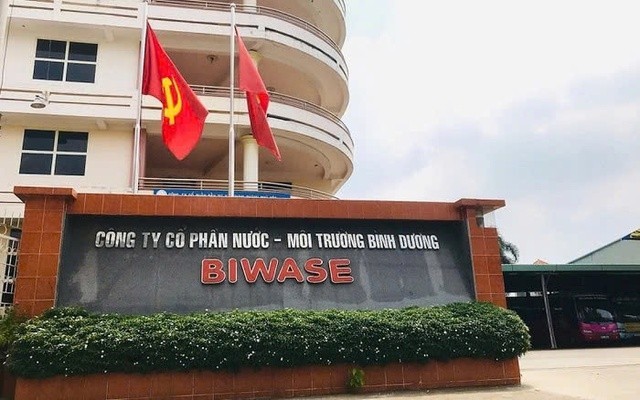 CÔNG TY CỔ PHẦN NƯỚC - MÔI TRƯỜNG BÌNH DƯƠNG
BIWASE